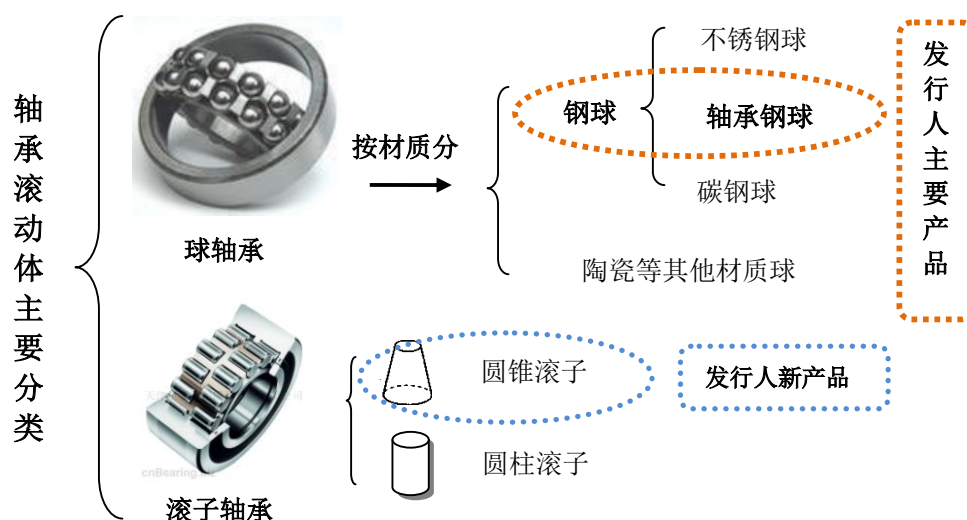 轴承滚动体主要分类
不锈钢球
钢球
轴承钢球
按材质分
碳钢球
球轴承
陶瓷等其他材质球
发行人主要产品
圆锥滚子
发行人新产品
圆柱滚子
cnBearing.
滚子轴承